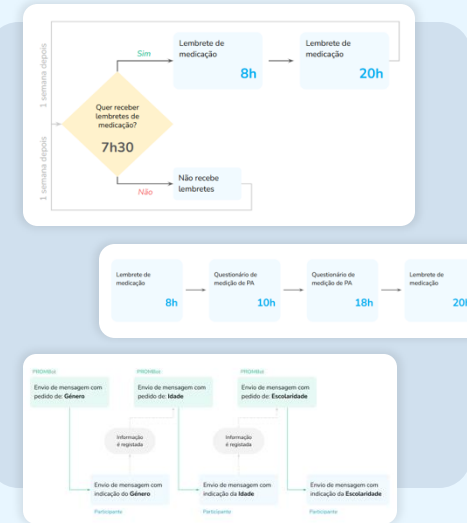 1 semana depois
1 semana depois
Sim
Lembrete de
medicação
8h
Lembrete de
medicação
20h
Quer receber
lembretes de
medicação?
7h30
Não
Não recebe
lembretes
Lembrete de
medicação
8h
Questionário de
medição de PA
10h
Questionário de
medição de PA
18h
Lembrete de
medicação
20h
PROMBot
Envio de mensagem com
pedido de: Género
PROMBot
Envio de mensagem com
pedido de: Idade
PROMBot
Envio de mensagem com
pedido de: Escolaridade
Informação
é registada
Informação
é registada
Envio de mensagem com
indicação do Género
Participante
Envio de mensagem com
indicação da Idade
Participante
Envio de mensagem com
indicação da Escolaridade
Participante